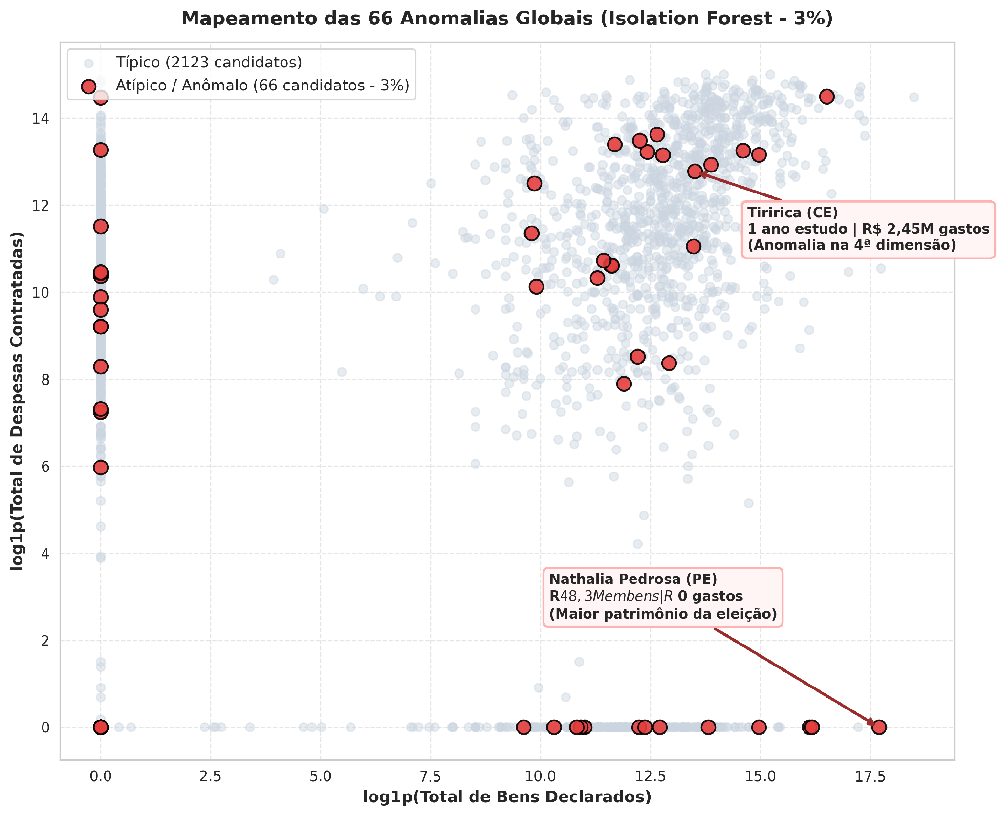 Mapeamento das 66 Anomalias Globais (Isolation Forest - 3%)
Típico (2123 candidatos)
Atípico / Anômalo (66 candidatos - 3%)
log1p(Total de Despesas Contratadas)
14
12
10
8
6
4
2
0
Tiririca (CE)
1 ano estudo | R$ 2,45M gastos
(Anomalia na 4ª dimensão)
Nathalia Pedrosa (PE)
R48,3Membens|R 0 gastos
(Maior patrimônio da eleição)
0.0 2.5 5.0 7.5 10.0 12.5 15.0 17.5
log1p(Total de Bens Declarados)